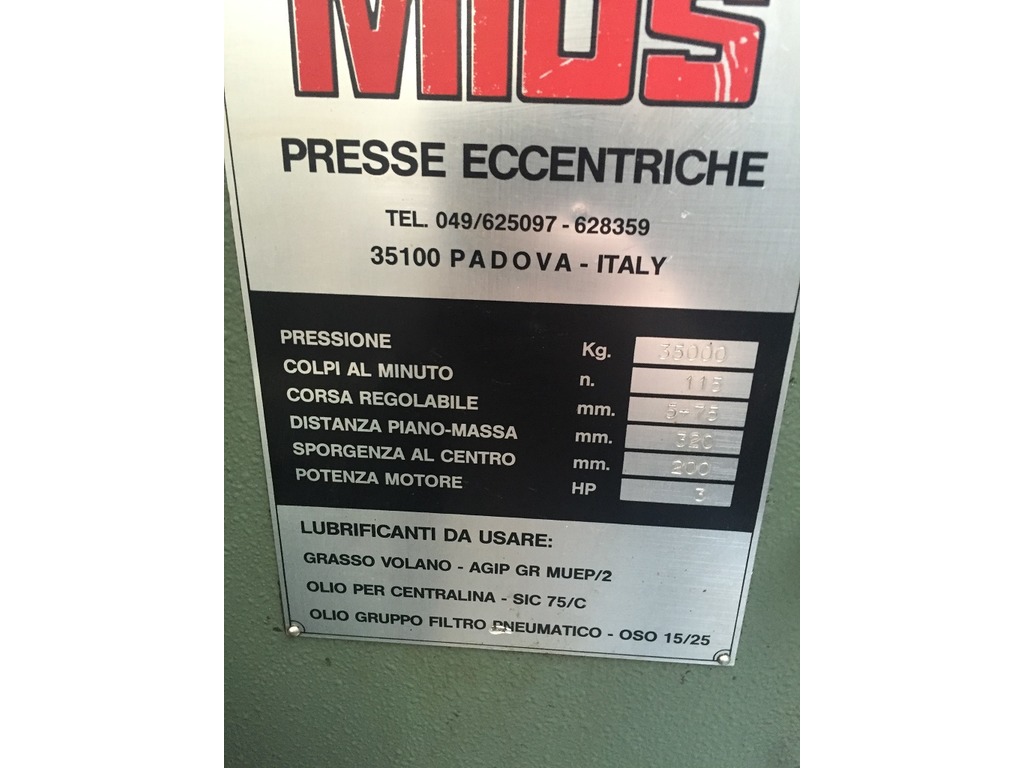 MIOS
PRESSE ECCENTRICHE
TEL. 049/625097 - 628359
35100 PADOVA - ITALY
PRESSIONE Kg. 35000
COLPI AL MINUTO n. 115
CORSA REGOLABILE mm. 5-75
DISTANZA PIANO-MASSA mm. 320
SPORGENZA AL CENTRO mm. 200
POTENZA MOTORE HP 3
LUBRIFICANTI DA USARE:
GRASSO VOLANO - AGIP GR MUEP/2
OLIO PER CENTRALINA - SIC 75/C
OLIO GRUPPO FILTRO PNEUMATICO - OSO 15/25